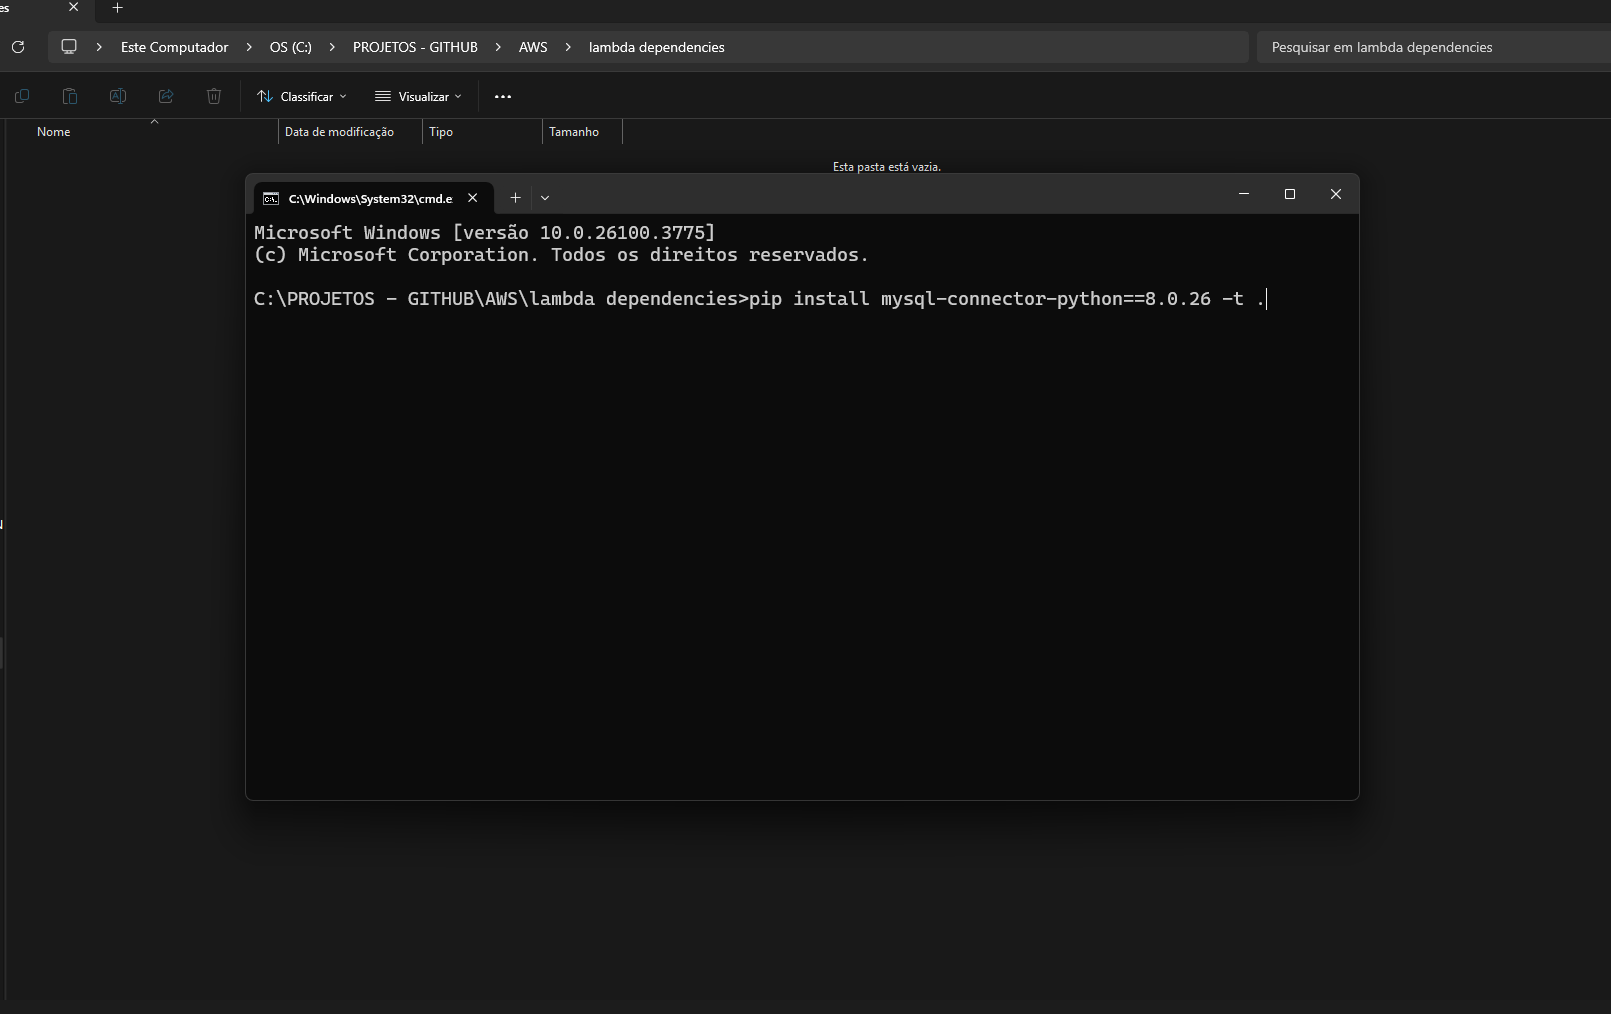 es
Este Computador > OS (C:) > PROJETOS - GITHUB > AWS > lambda dependencies
Pesquisar em lambda dependencies
Classificar
Visualizar
Nome
Data de modificação
Tipo
Tamanho
Esta pasta está vazia.
C:\Windows\System32\cmd.e
Microsoft Windows [versão 10.0.26100.3775]
(c) Microsoft Corporation. Todos os direitos reservados.
C:\PROJETOS - GITHUB\AWS\lambda dependencies>pip install mysql-connector-python==8.0.26 -t .